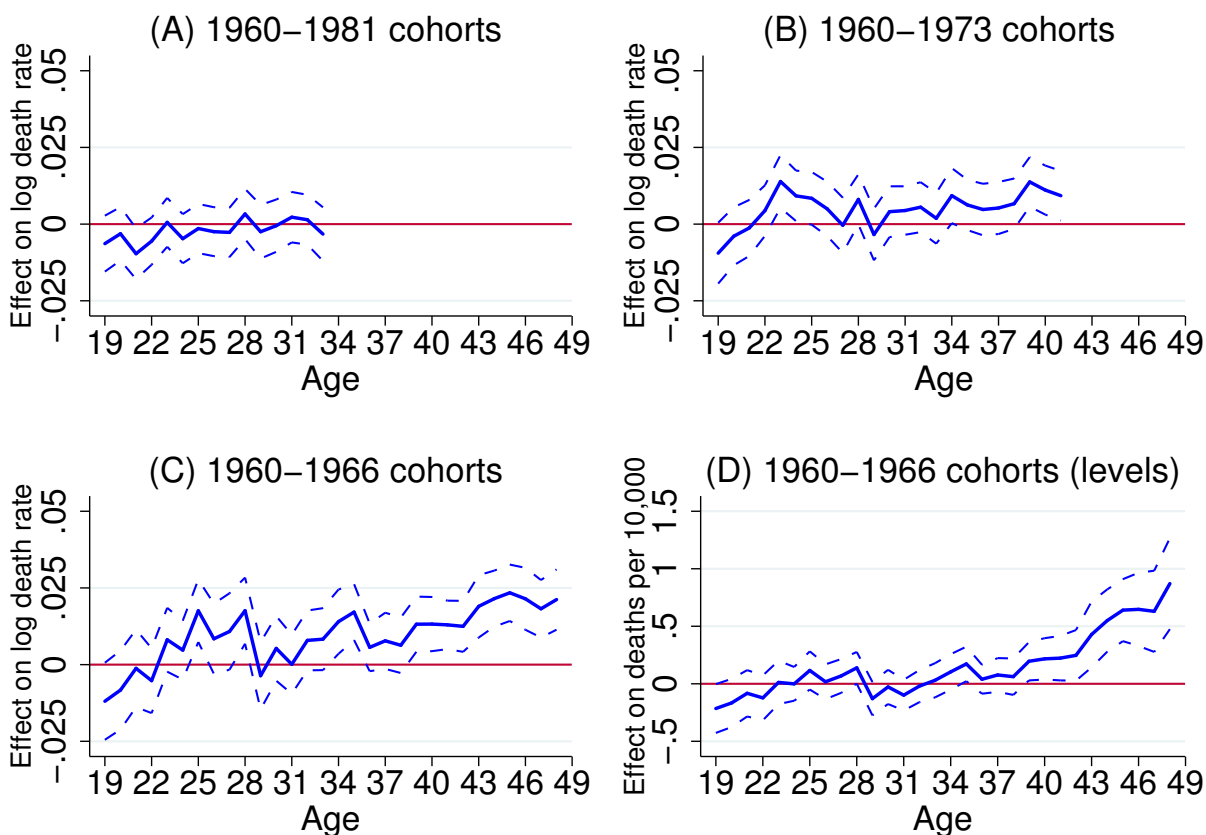 (A) 1960−1981 cohorts
Effect on log death rate
.05
.025
0
−.025
19 22 25 28 31 34 37 40 43 46 49
Age
(B) 1960−1973 cohorts
Effect on log death rate
.05
.025
0
−.025
19 22 25 28 31 34 37 40 43 46 49
Age
(C) 1960−1966 cohorts
Effect on log death rate
.05
.025
0
−.025
19 22 25 28 31 34 37 40 43 46 49
Age
(D) 1960−1966 cohorts (levels)
Effect on deaths per 10,000
1.5
1
.5
0
−.5
19 22 25 28 31 34 37 40 43 46 49
Age